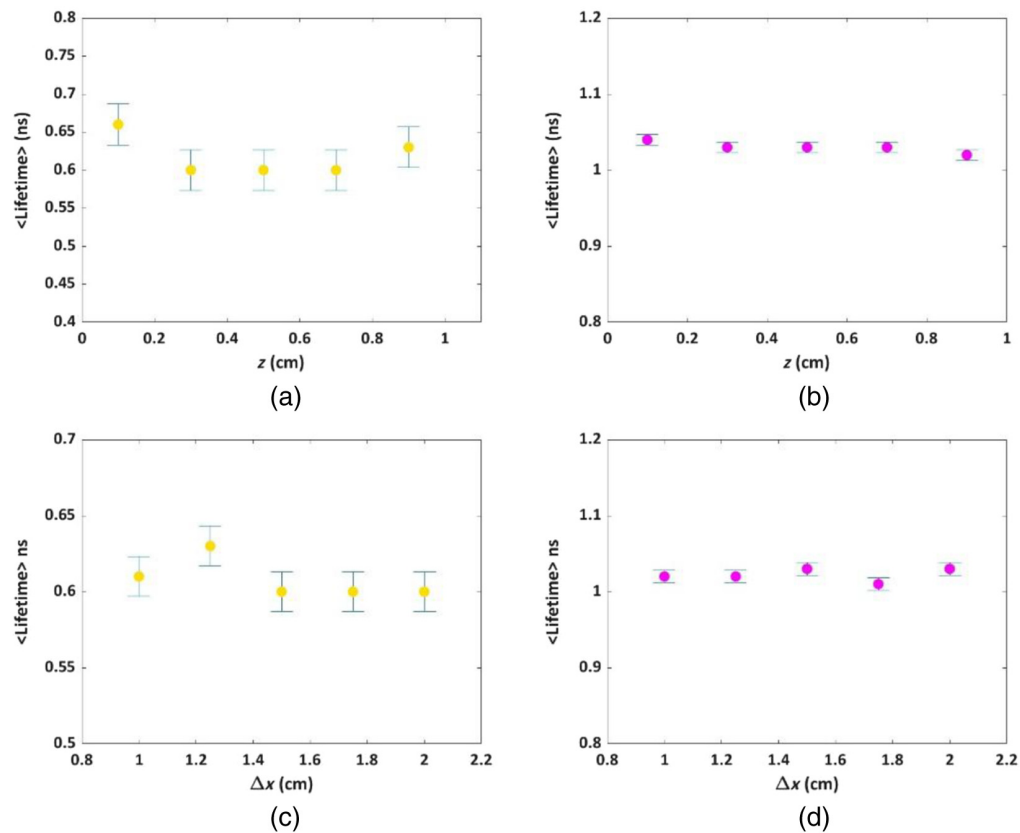 0.8
0.75
0.7
0.65
0.6
0.55
0.5
0.45
0.4
<Lifetime> (ns)
0 0.2 0.4 0.6 0.8 1
z (cm)
(a)
1.2
1.1
1
0.9
0.8
<Lifetime> (ns)
0 0.2 0.4 0.6 0.8 1
z (cm)
(b)
0.7
0.65
0.6
0.55
0.5
<Lifetime> ns
0.8 1 1.2 1.4 1.6 1.8 2 2.2
Δx (cm)
(c)
1.2
1.1
1
0.9
0.8
<Lifetime> ns
0.8 1 1.2 1.4 1.6 1.8 2 2.2
Δx (cm)
(d)